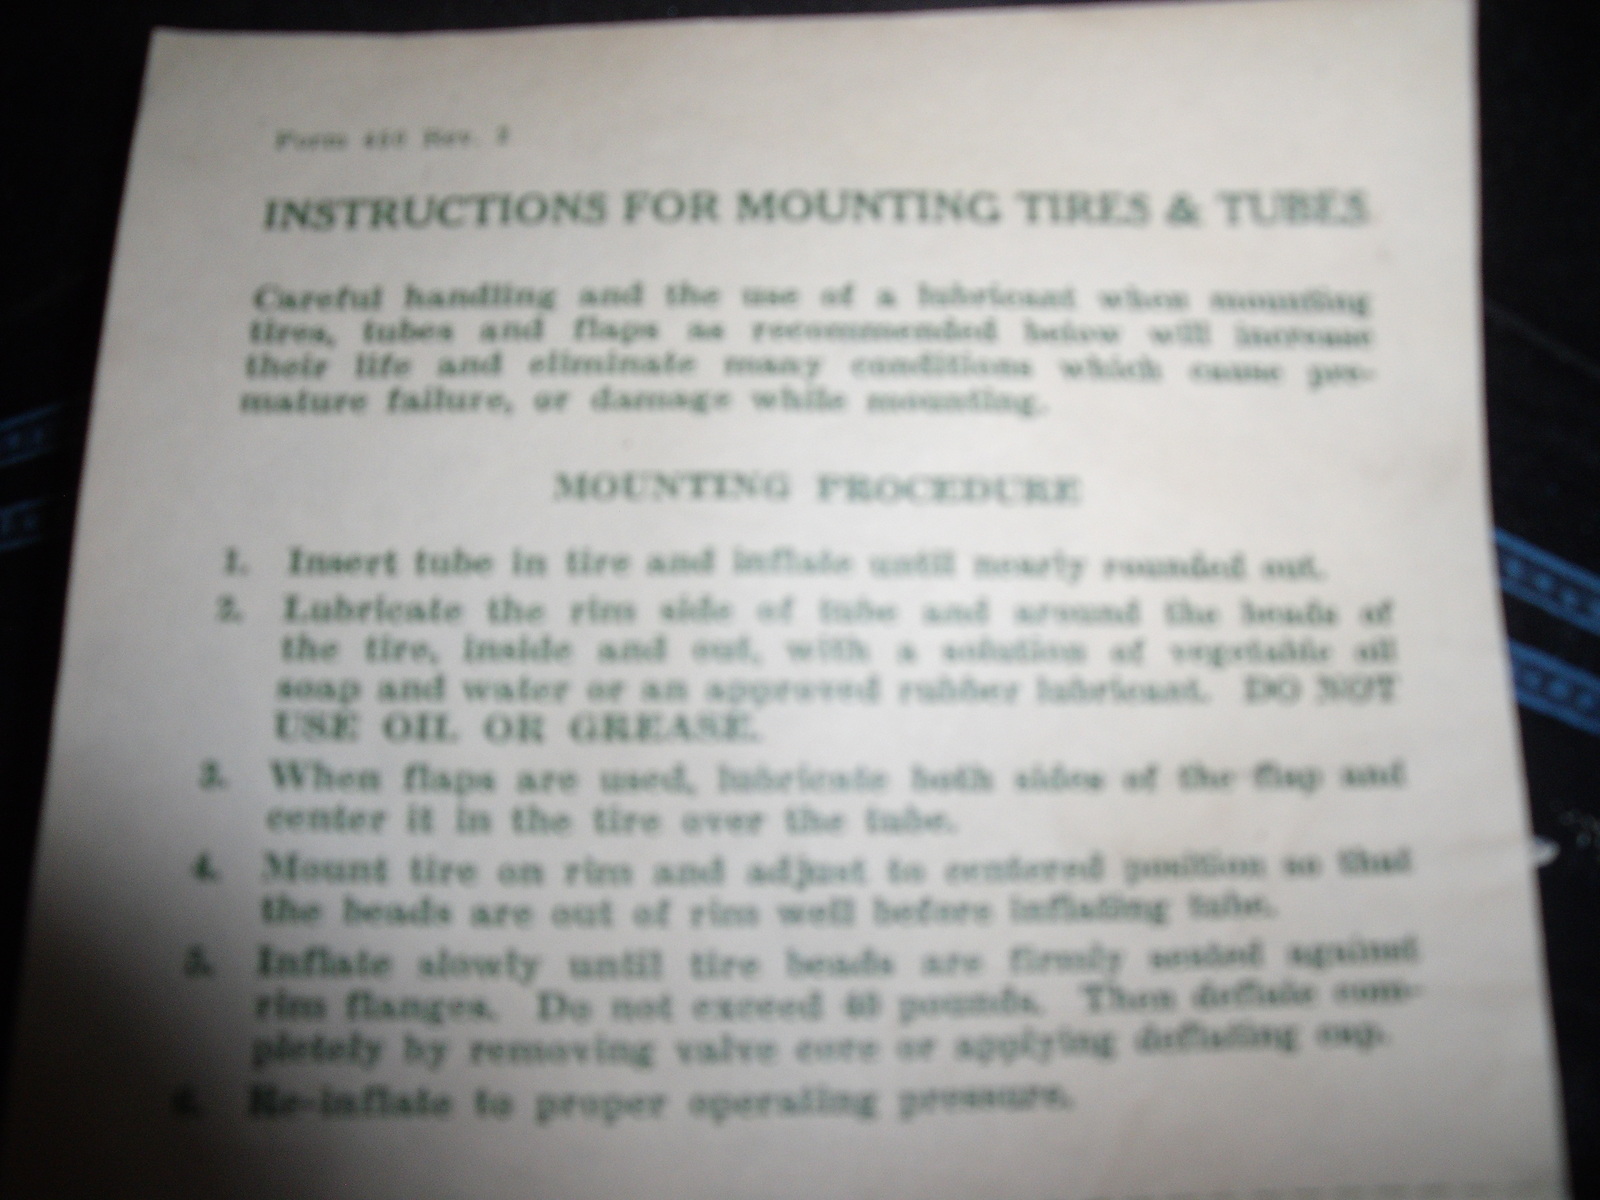 Form Rev.
INSTRUCTIONS FOR MOUNTING TIRES & TUBES
Careful handling and the use of a lubricant when mounting
tires, tubes and flaps as recommended below will increase
their life and eliminate many conditions which cause pre-
mature failure, or damage while mounting.
MOUNTING PROCEDURE
1. Insert tube in tire and inflate until nearly rounded out.
2. Lubricate the rim side of tube and around the beads of
the tire, inside and out, with a solution of vegetable oil
soap and water or an approved rubber lubricant. DO NOT
USE OIL OR GREASE.
3. When flaps are used, lubricate both sides of the flap and
center it in the tire over the tube.
4. Mount tire on rim and adjust to centered position so that
the beads are out of rim well before inflating tube.
5. Inflate slowly until tire beads are firmly seated against
rim flanges. Do not exceed 40 pounds. Then deflate com-
pletely by removing valve core or applying deflating cap.
6. Re-inflate to proper operating pressure.